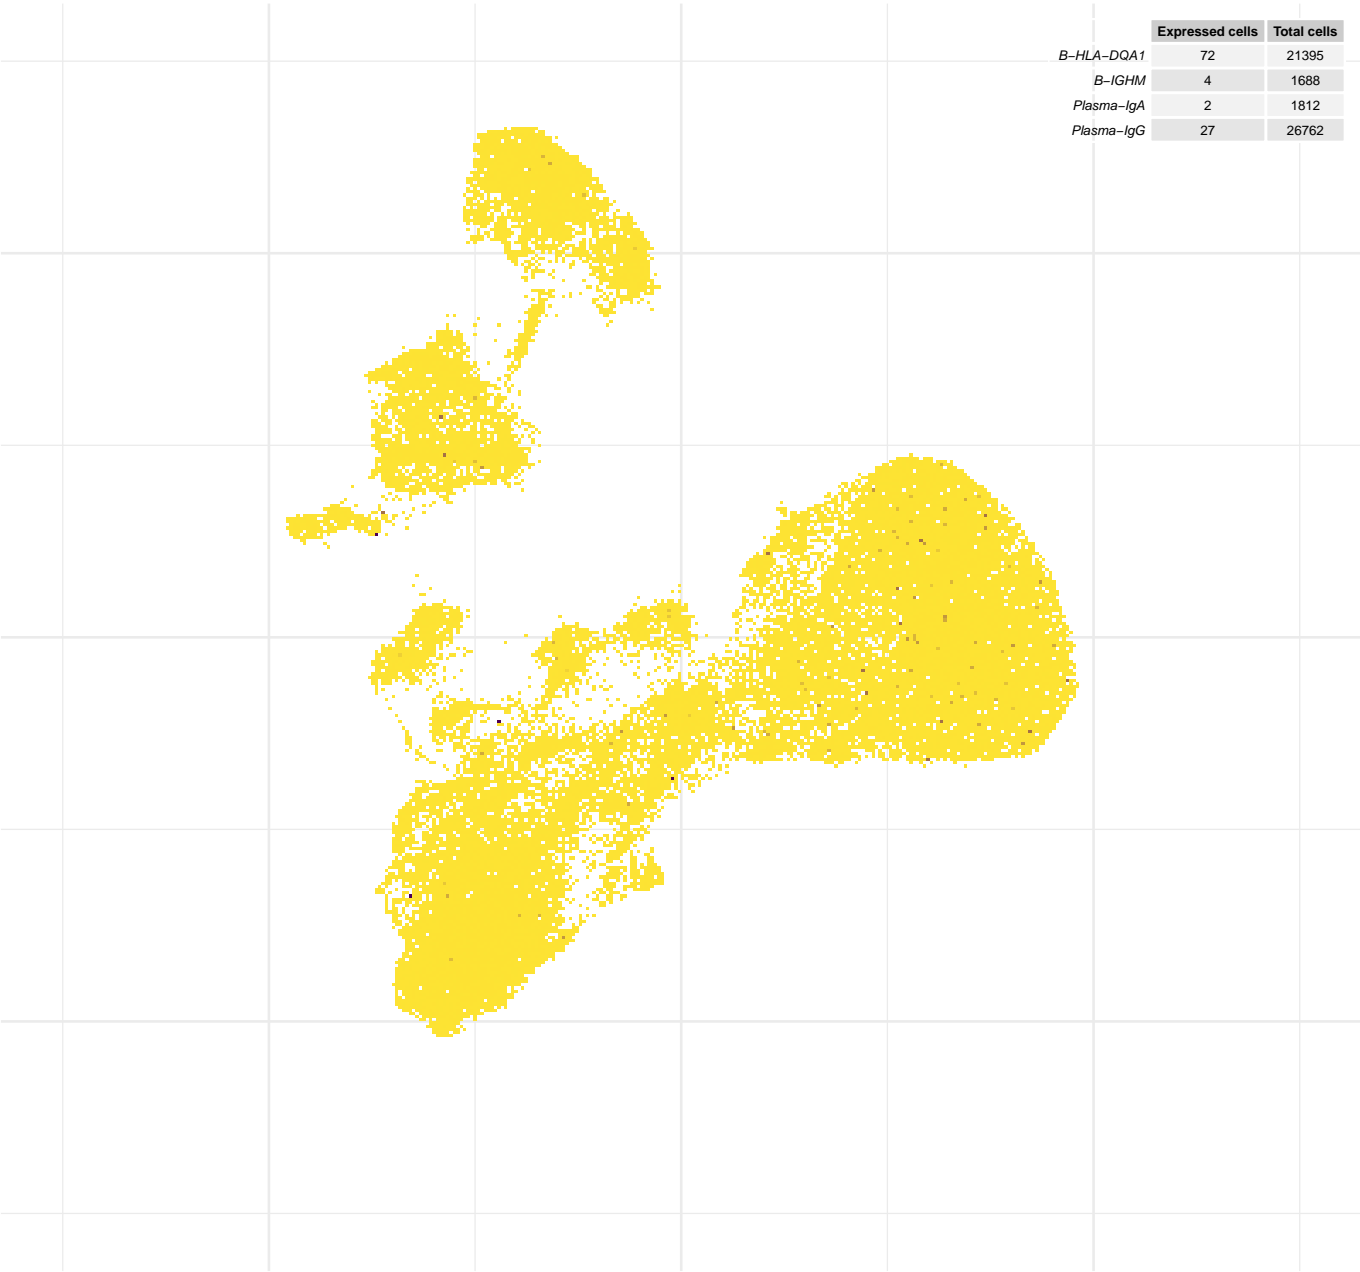 Expressed cells Total cells
B–HLA–DQA1 72 21395
B–IGHM 4 1688
Plasma–IgA 2 1812
Plasma–IgG 27 26762